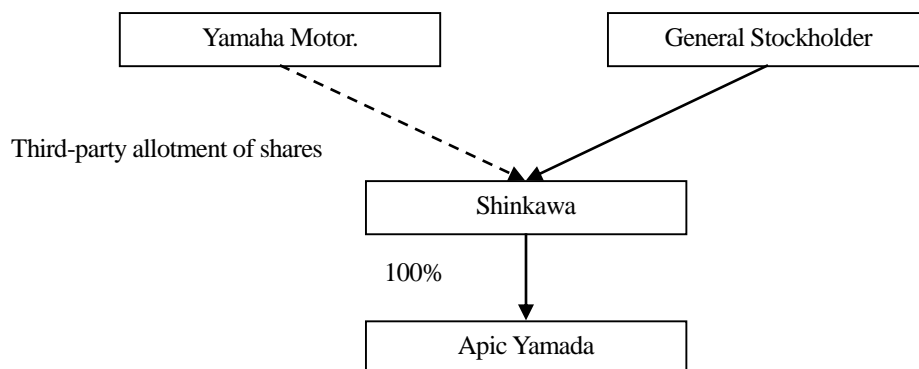 Yamaha Motor.
General Stockholder
Third-party allotment of shares
Shinkawa
100%
Apic Yamada